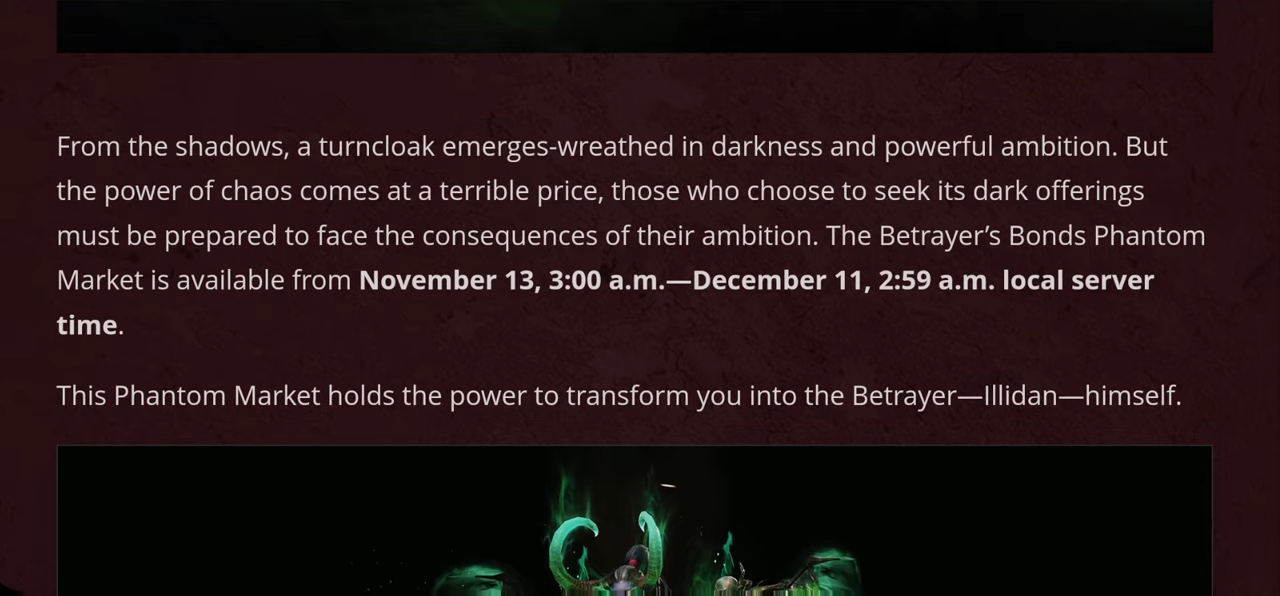 From the shadows, a turncloak emerges-wreathed in darkness and powerful ambition. But
the power of chaos comes at a terrible price, those who choose to seek its dark offerings
must be prepared to face the consequences of their ambition. The Betrayer’s Bonds Phantom
Market is available from November 13, 3:00 a.m.—December 11, 2:59 a.m. local server
time.
This Phantom Market holds the power to transform you into the Betrayer—Illidan—himself.